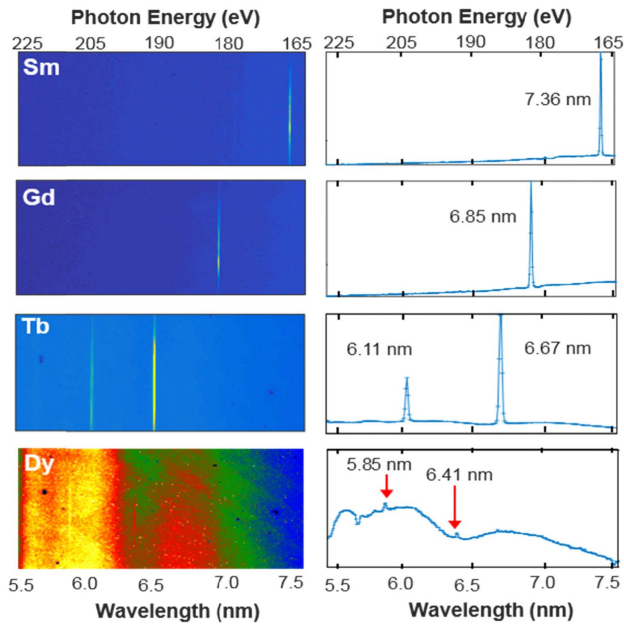 Photon Energy (eV) Photon Energy (eV)
225 205 190 180 165 225 205 190 180 165
Sm
7.36 nm
Gd
6.85 nm
Tb
6.11 nm 6.67 nm
Dy
5.85 nm
6.41 nm
5.5 6.0 6.5 7.0 7.5 5.5 6.0 6.5 7.0 7.5
Wavelength (nm) Wavelength (nm)